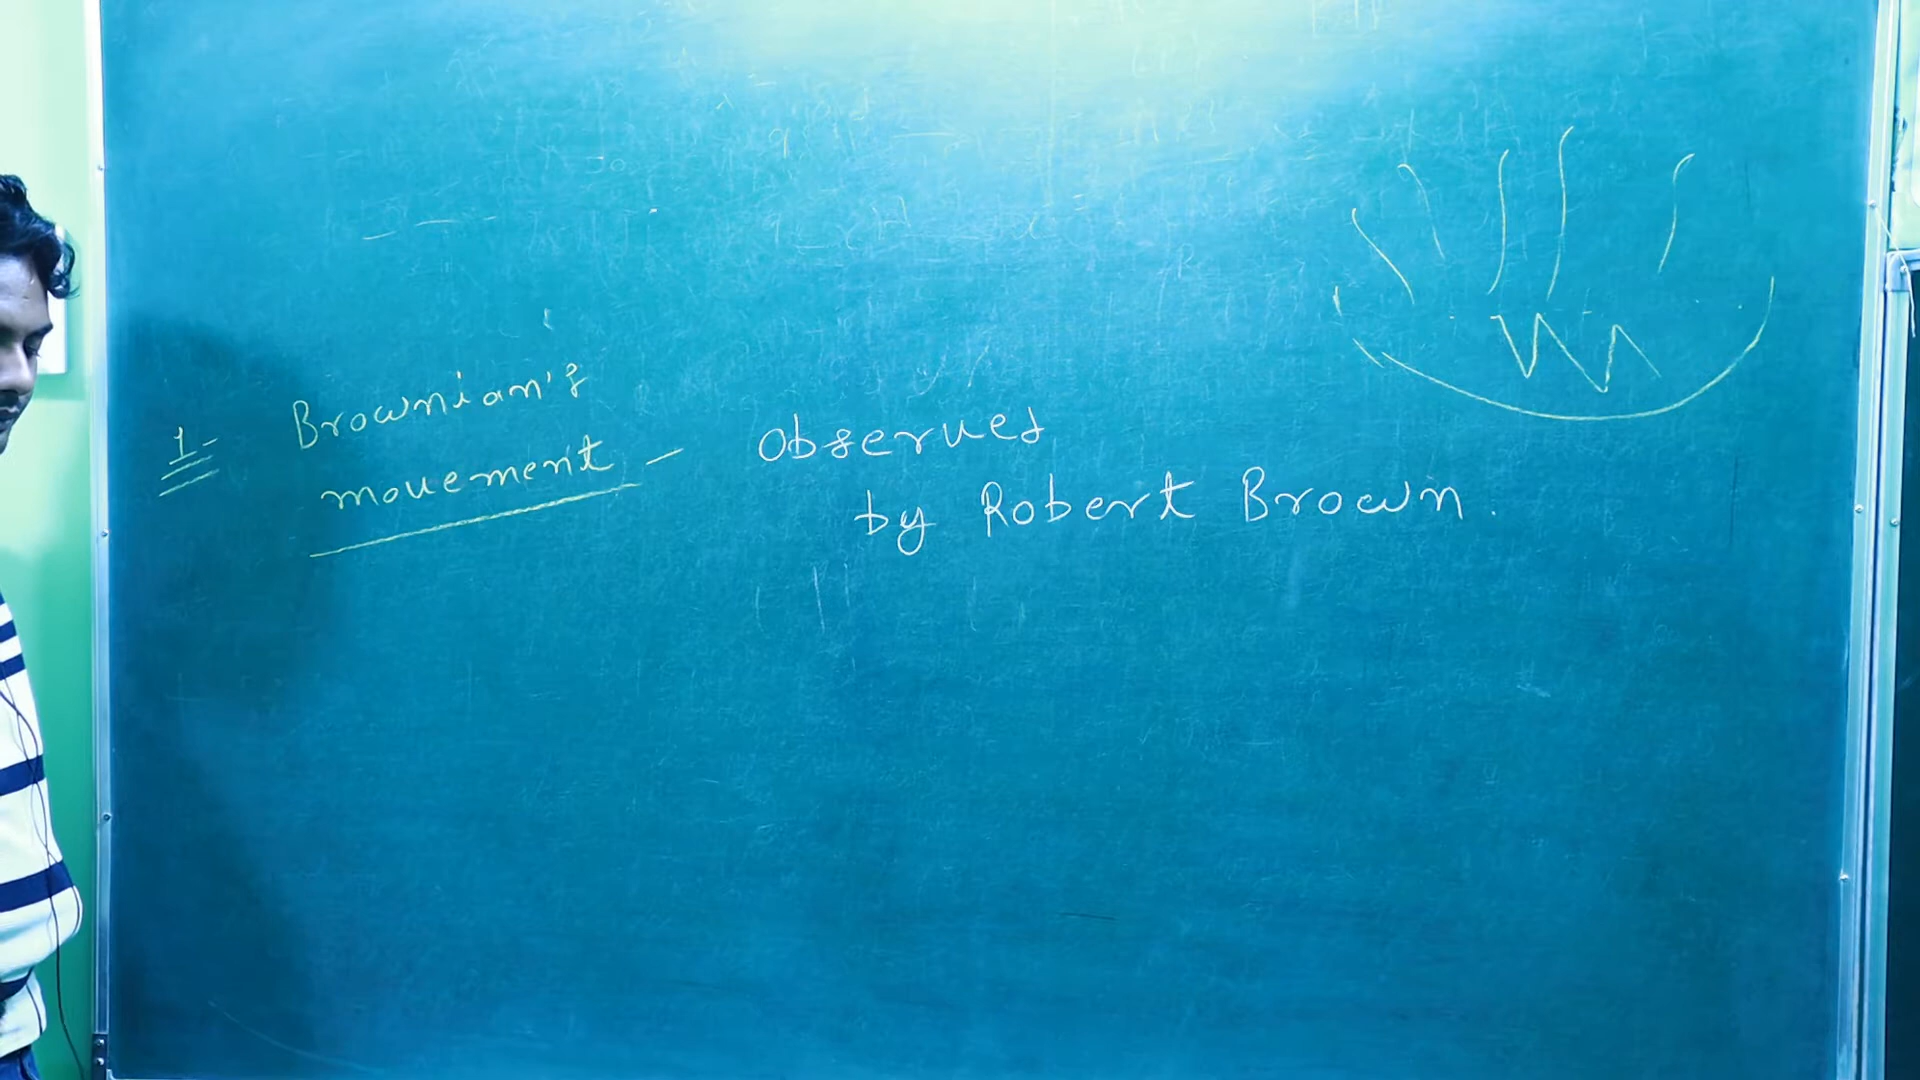 1- Brownian's
movement - Observed
by Robert Brown.